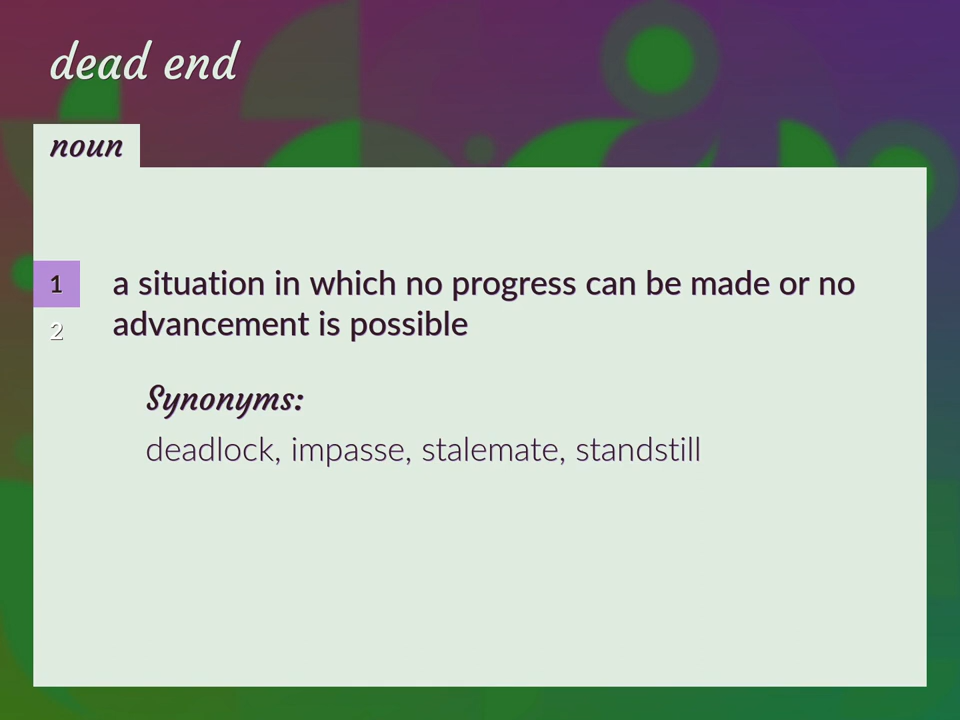 dead end
noun
1
a situation in which no progress can be made or no
advancement is possible
2
Synonyms:
deadlock, impasse, stalemate, standstill